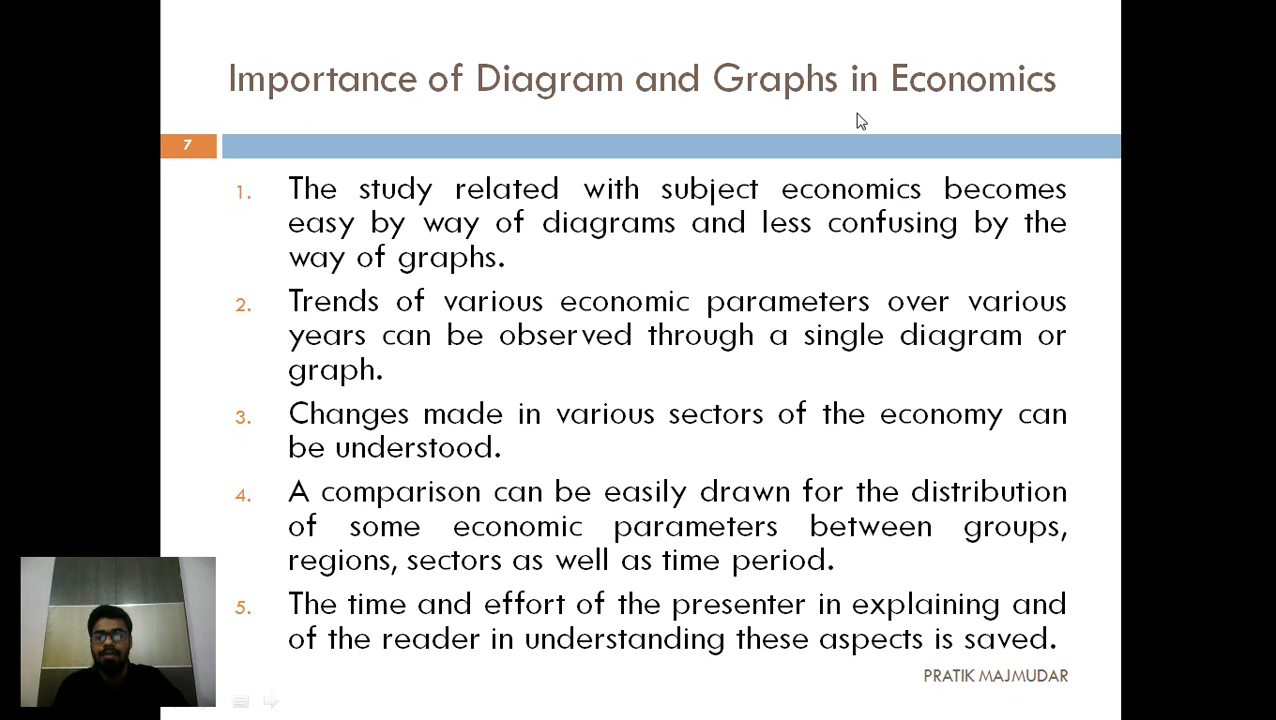 Importance of Diagram and Graphs in Economics
7
1. The study related with subject economics becomes
easy by way of diagrams and less confusing by the
way of graphs.
2. Trends of various economic parameters over various
years can be observed through a single diagram or
graph.
3. Changes made in various sectors of the economy can
be understood.
4. A comparison can be easily drawn for the distribution
of some economic parameters between groups,
regions, sectors as well as time period.
5. The time and effort of the presenter in explaining and
of the reader in understanding these aspects is saved.
PRATIK MAJMUDAR